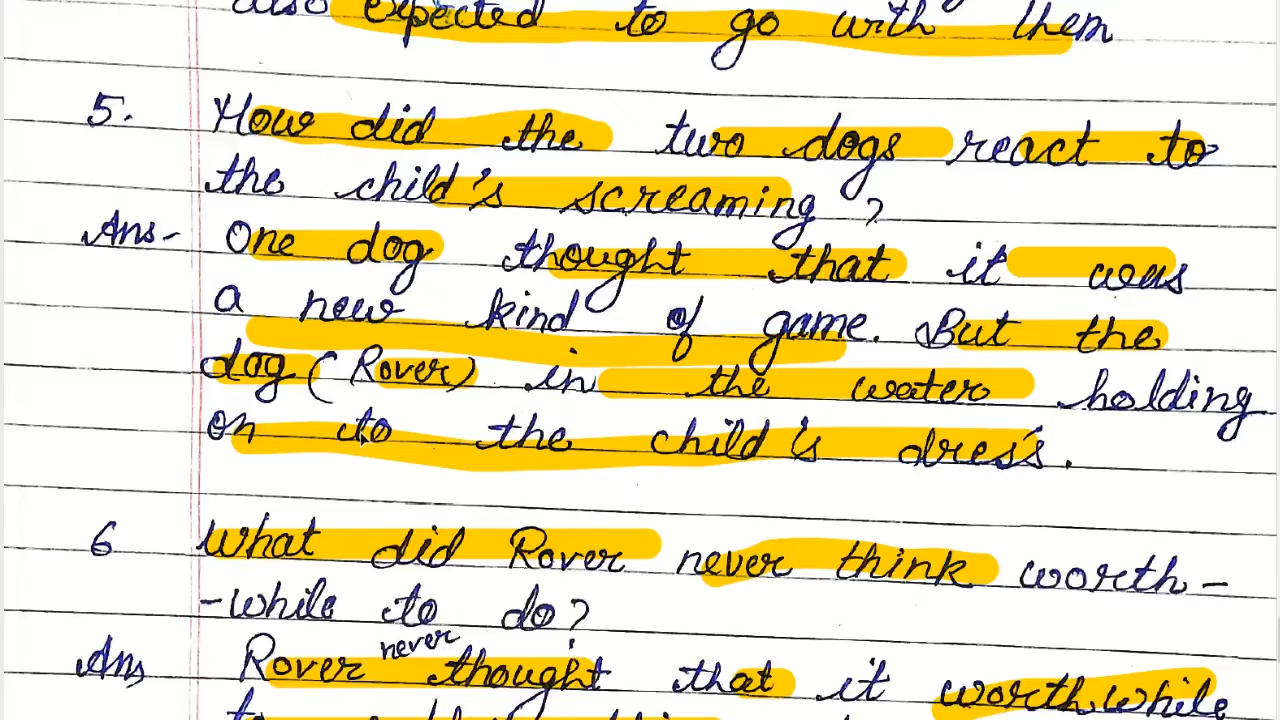 also expected to go with them
5. How did the two dogs react to
the child's screaming ?
Ans- One dog thought that it was
a new kind of game. But the
dog (Rover) in the water holding
on to the child's dress.
6 What did Rover never think worth-
-while to do?
Ans Rover never thought that it worthwhile
to